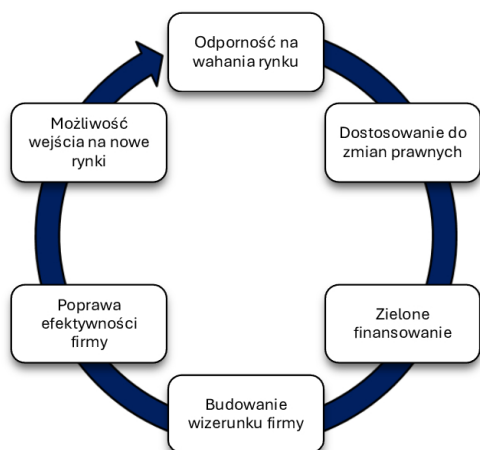 Odporność na
wahania rynku
Dostosowanie do
zmian prawnych
Zielone
finansowanie
Budowanie
wizerunku firmy
Poprawa
efektywności
firmy
Możliwość
wejścia na nowe
rynki